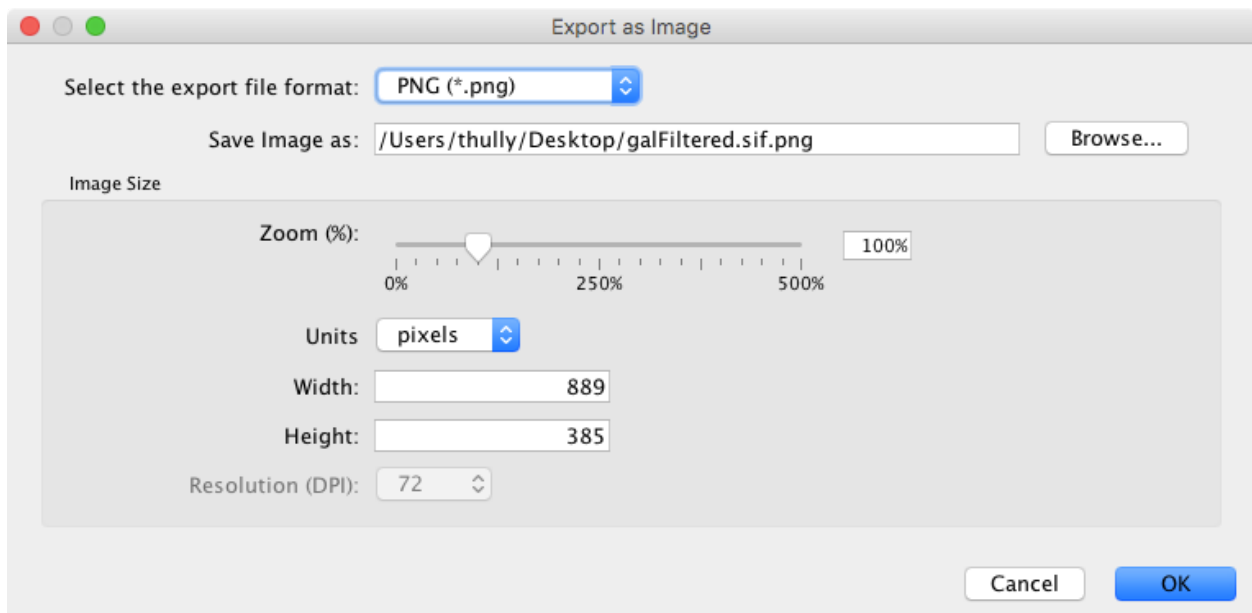 Export as Image
Select the export file format: PNG (*.png)
Save Image as: /Users/thully/Desktop/galFiltered.sif.png Browse...
Image Size
Zoom (%): 100%
0% 250% 500%
Units pixels
Width: 889
Height: 385
Resolution (DPI): 72
Cancel OK